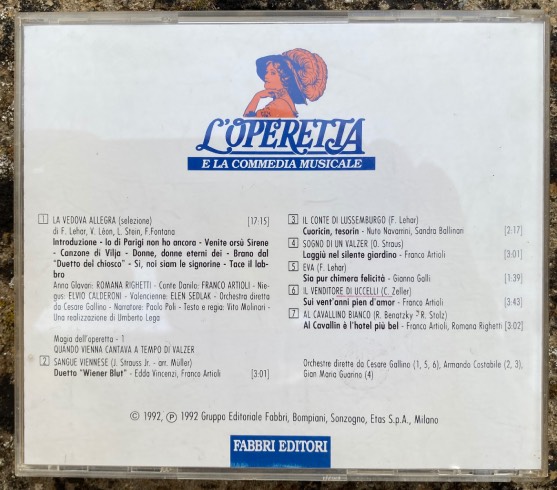 L'OPERETTA
E LA COMMEDIA MUSICALE
1 LA VEDOVA ALLEGRA (selezione) [17:15]
di F. Lehar, V. Léon, L. Stein, F. Fontana
Introduzione - Io di Parigi non ho ancora - Venite orsù Sirene
- Canzone di Vilja - Donne, donne eterni dei - Brano dal
"Duetto del chiosco" - Si, noi siam le signorine - Tace il lab-
bro
Anna Glavari: ROMANA RIGHETTI - Conte Danilo: FRANCO ARTIOLI - Nie-
gus: ELVIO CALDERONI - Valencienne: ELEN SEDLAK - Orchestra diretta
da Cesare Gallino - Narratore: Paolo Poli - Testo e regia: Vito Molinari -
Una realizzazione di Umberto Lega
Magia dell'operetta - 1
QUANDO VIENNA CANTAVA A TEMPO DI VALZER
2 SANGUE VIENNESE (J. Strauss Jr. - arr. Müller)
Duetto "Wiener Blut" - Edda Vincenzi, Franco Artioli [3:01]
3 IL CONTE DI LUSSEMBURGO (F. Lehar)
Cuoricin, tesorin - Nuto Navarrini, Sandra Ballinari [2:17]
4 SOGNO DI UN VALZER (O. Straus)
Laggiù nel silente giardino - Franco Artioli [3:01]
5 EVA (F. Lehar)
Sia pur chimera felicità - Gianna Galli [1:39]
6 IL VENDITORE DI UCCELLI (C. Zeller)
Sui vent'anni pien d'amor - Franco Artioli [3:43]
7 AL CAVALLINO BIANCO (R. Benatzky - R. Stolz)
Al Cavallin è l'hotel più bel - Franco Artioli, Romana Righetti [3:02]
Orchestre dirette da Cesare Gallino (1, 5, 6), Armando Costabile (2, 3),
Gian Maria Guarino (4)
© 1992, ℗ 1992 Gruppo Editoriale Fabbri, Bompiani, Sonzogno, Etas S.p.A., Milano
FABBRI EDITORI